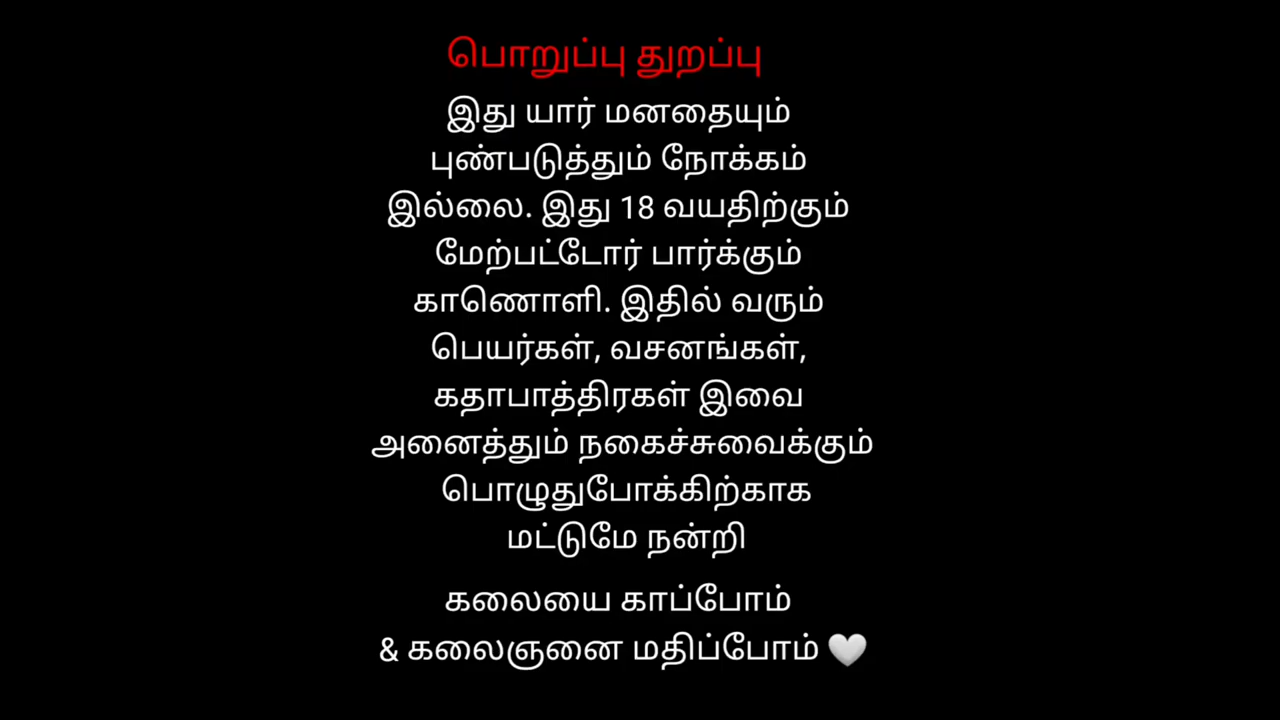 பொறுப்பு துறப்பு
இது யார் மனதையும்
புண்படுத்தும் நோக்கம்
இல்லை. இது 18 வயதிற்கும்
மேற்பட்டோர் பார்க்கும்
காணொளி. இதில் வரும்
பெயர்கள், வசனங்கள்,
கதாபாத்திரகள் இவை
அனைத்தும் நகைச்சுவைக்கும்
பொழுதுபோக்கிற்காக
மட்டுமே நன்றி
கலையை காப்போம்
& கலைஞனை மதிப்போம் 🤍